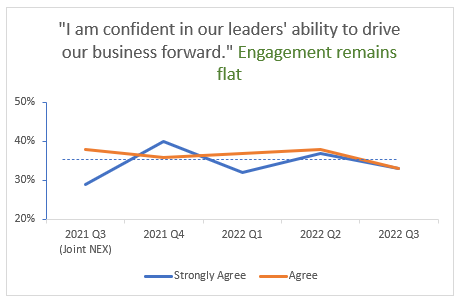 "I am confident in our leaders' ability to drive
our business forward." Engagement remains
flat
50%
40%
30%
20%
2021 Q3
(Joint NEX)
2021 Q4
2022 Q1
2022 Q2
2022 Q3
Strongly Agree
Agree